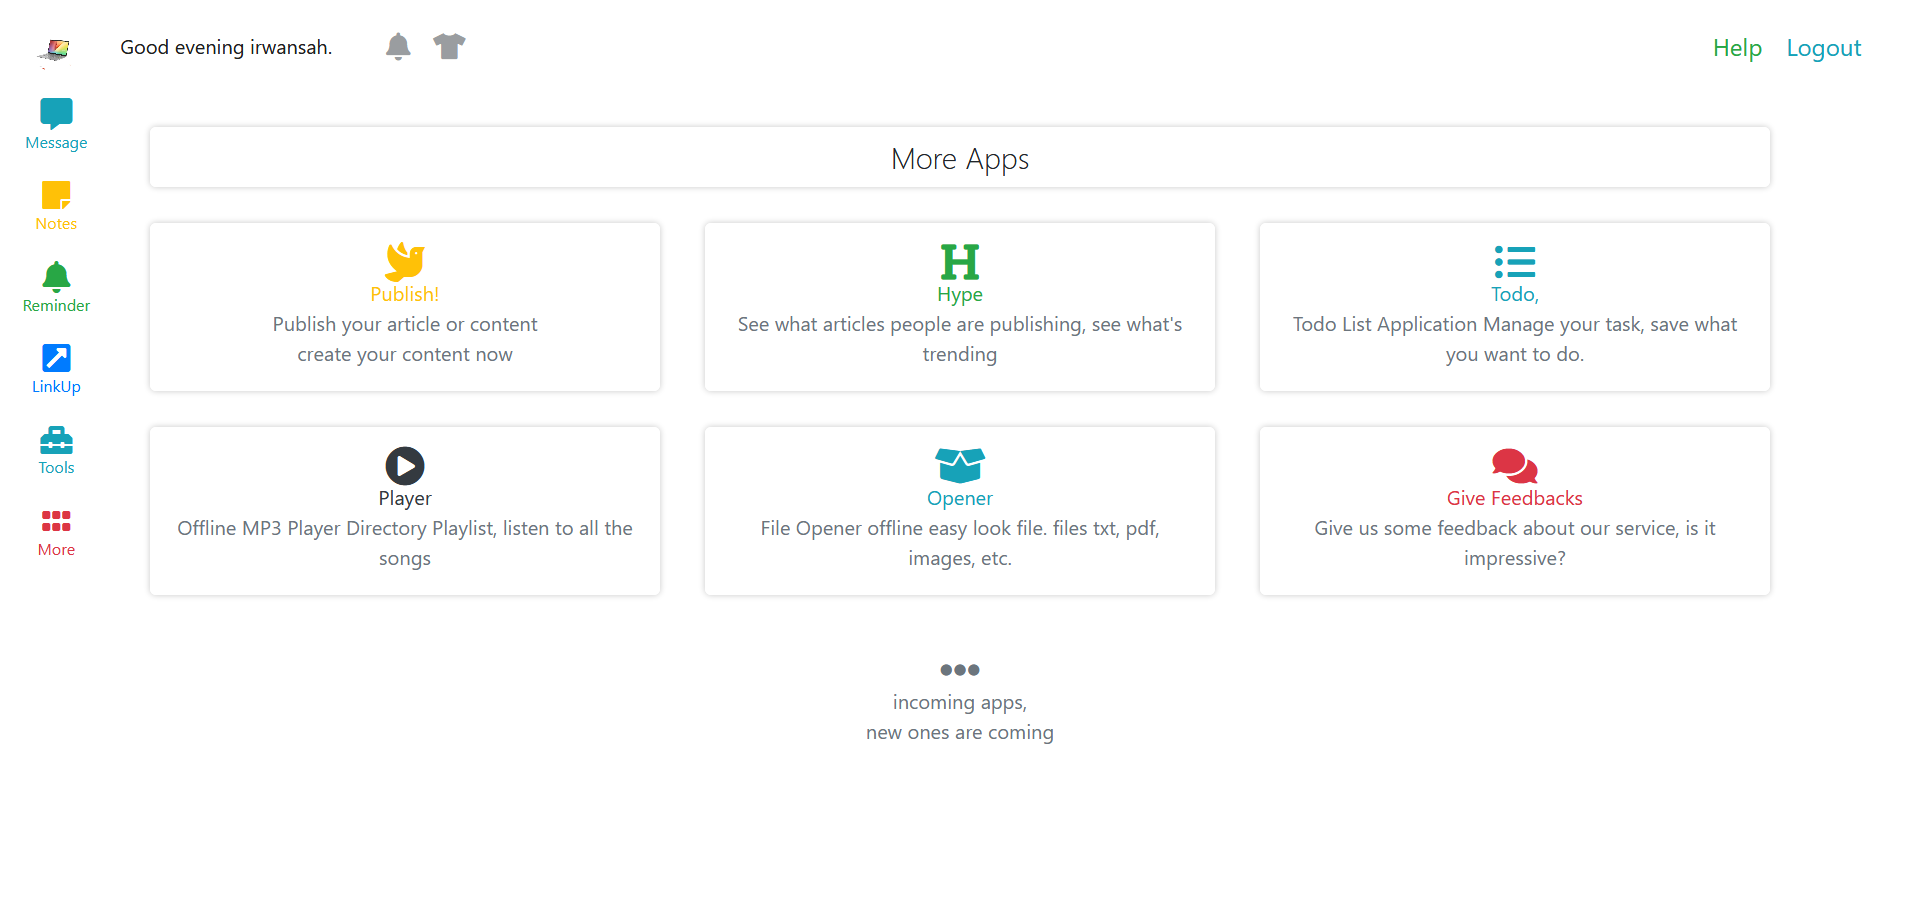 Good evening irwansah.
Help
Logout
Message
Notes
Reminder
LinkUp
Tools
More
More Apps
Publish!
Publish your article or content
create your content now
H
Hype
See what articles people are publishing, see what's
trending
Todo,
Todo List Application Manage your task, save what
you want to do.
Player
Offline MP3 Player Directory Playlist, listen to all the
songs
Opener
File Opener offline easy look file. files txt, pdf,
images, etc.
Give Feedbacks
Give us some feedback about our service, is it
impressive?
incoming apps,
new ones are coming